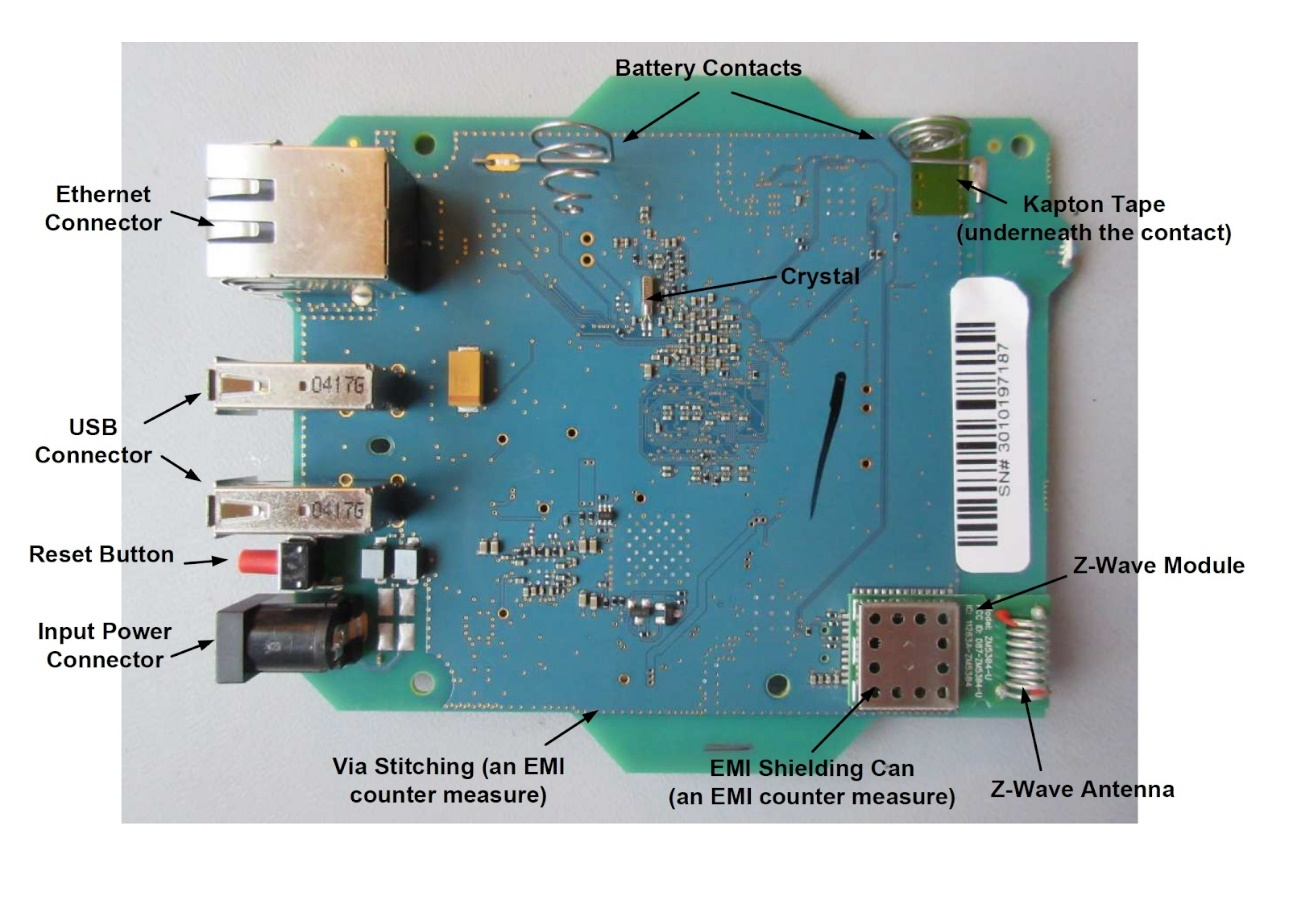 Battery Contacts
Ethernet
Connector
Kapton Tape
(underneath the contact)
Crystal
0417G
SN# 3010197187
USB
Connector
0417G
Reset Button
Z-Wave Module
Input Power
Connector
Via Stitching (an EMI
counter measure)
EMI Shielding Can
(an EMI counter measure)
Z-Wave Antenna